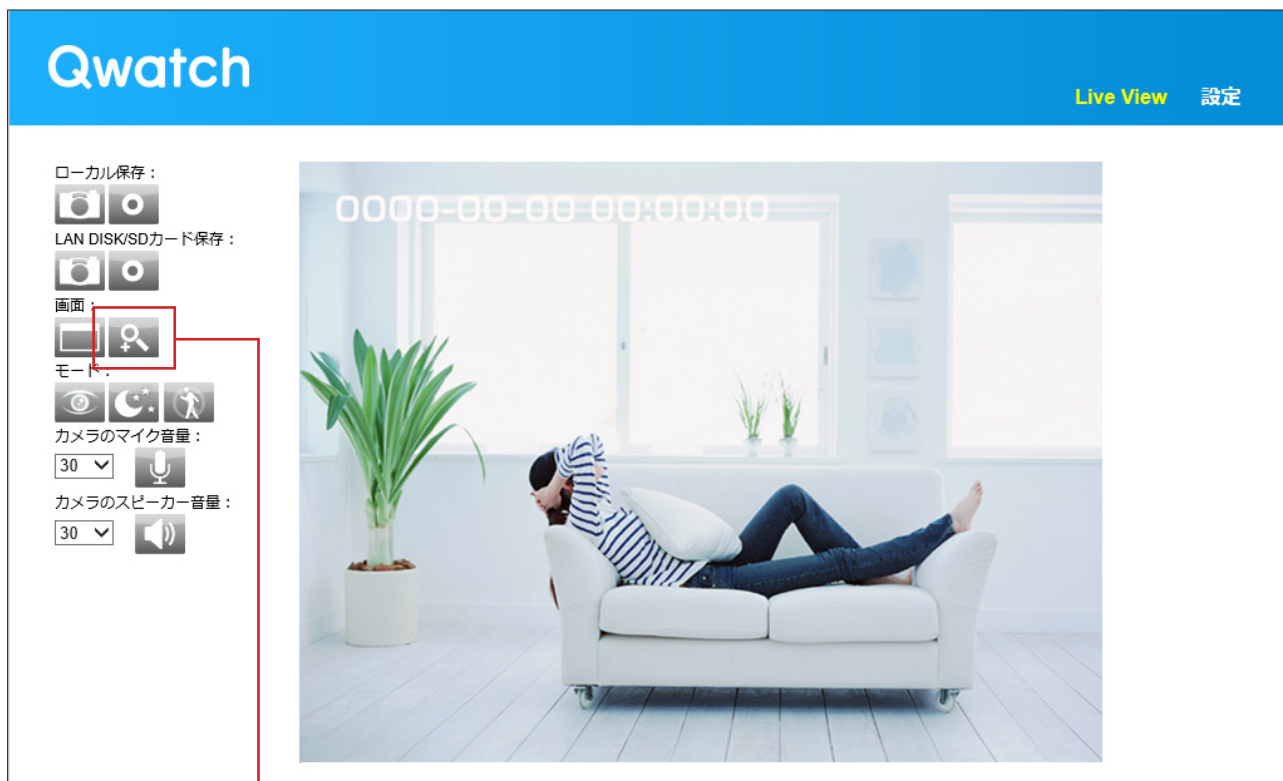 Qwatch
Live View 設定
ローカル保存：
LAN DISK/SDカード保存：
画面：
モード：
カメラのマイク音量：
30
カメラのスピーカー音量：
30
0000-00-00 00:00:00